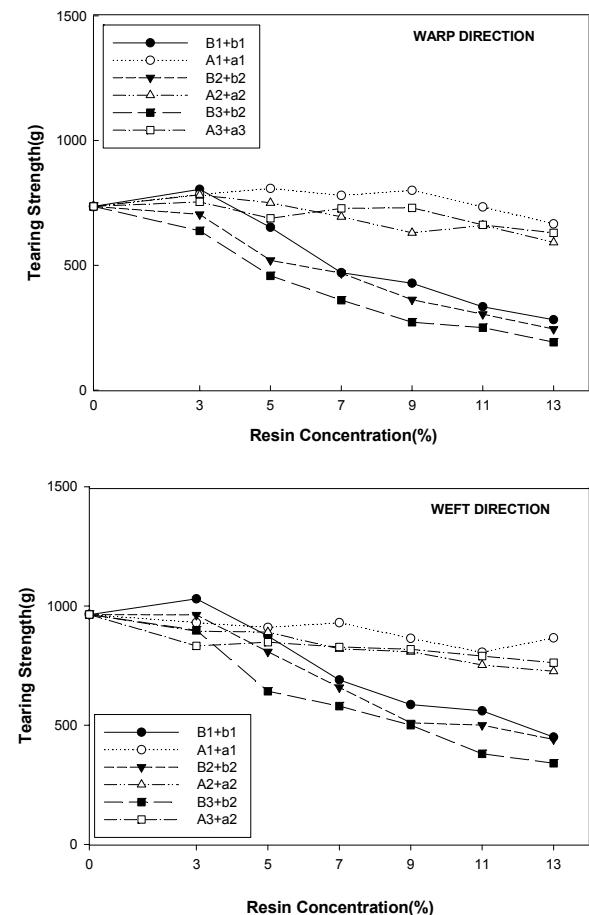 1500
WARP DIRECTION
B1+b1
A1+a1
B2+b2
A2+a2
B3+b2
A3+a3
1000
Tearing Strength(g)
500
0
0 3 5 7 9 11 13
Resin Concentration(%)
1500
WEFT DIRECTION
1000
Tearing Strength(g)
500
B1+b1
A1+a1
B2+b2
A2+a2
B3+b2
A3+a2
0
0 3 5 7 9 11 13
Resin Concentration(%)